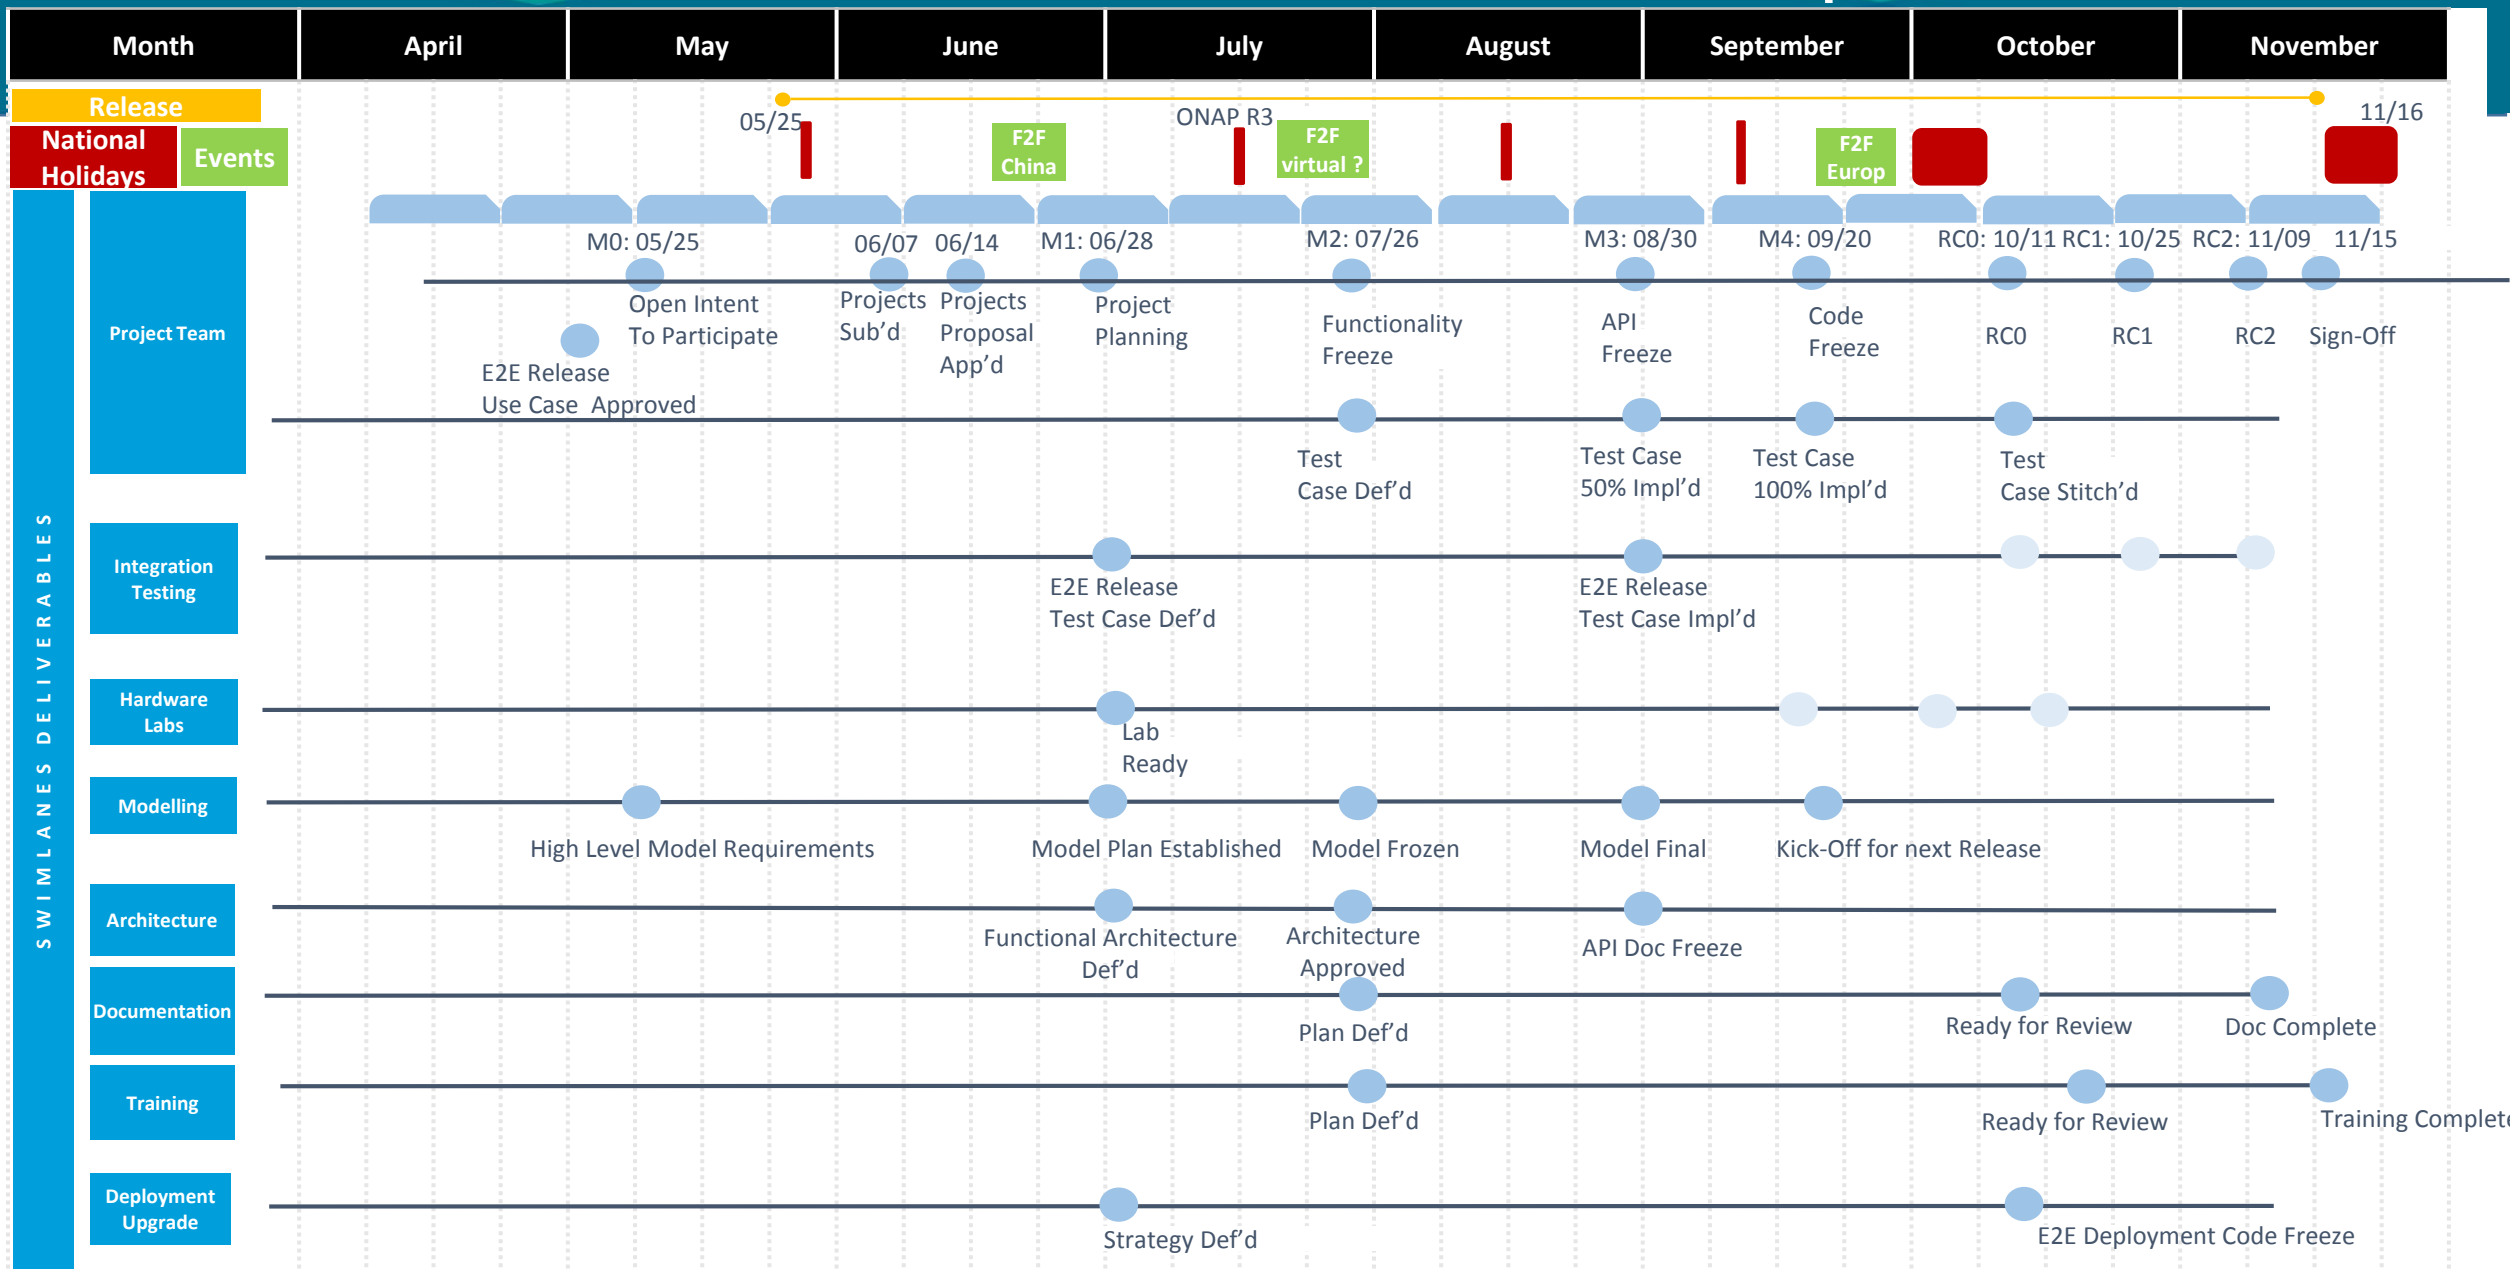 Month April May June July August September October November
Release
05/25
ONAP R3
11/16
National
Holidays
Events
F2F
China
F2F
virtual ?
F2F
Europ
SWIMLANES DELIVERABLES
Project Team
M0: 05/25 06/07 06/14 M1: 06/28 M2: 07/26 M3: 08/30 M4: 09/20 RC0: 10/11 RC1: 10/25 RC2: 11/09 11/15
Open Intent
To Participate
Projects
Sub’d
Projects
Proposal
App’d
Project
Planning
Functionality
Freeze
API
Freeze
Code
Freeze
RC0
RC1
RC2
Sign-Off
E2E Release
Use Case Approved
Test
Case Def’d
Test Case
50% Impl’d
Test Case
100% Impl’d
Test
Case Stitch’d
Integration
Testing
E2E Release
Test Case Def’d
E2E Release
Test Case Impl’d
Hardware
Labs
Lab
Ready
Modelling
High Level Model Requirements
Model Plan Established
Model Frozen
Model Final
Kick-Off for next Release
Architecture
Functional Architecture
Def’d
Architecture
Approved
API Doc Freeze
Documentation
Plan Def’d
Ready for Review
Doc Complete
Training
Plan Def’d
Ready for Review
Training Complete
Deployment
Upgrade
Strategy Def’d
E2E Deployment Code Freeze